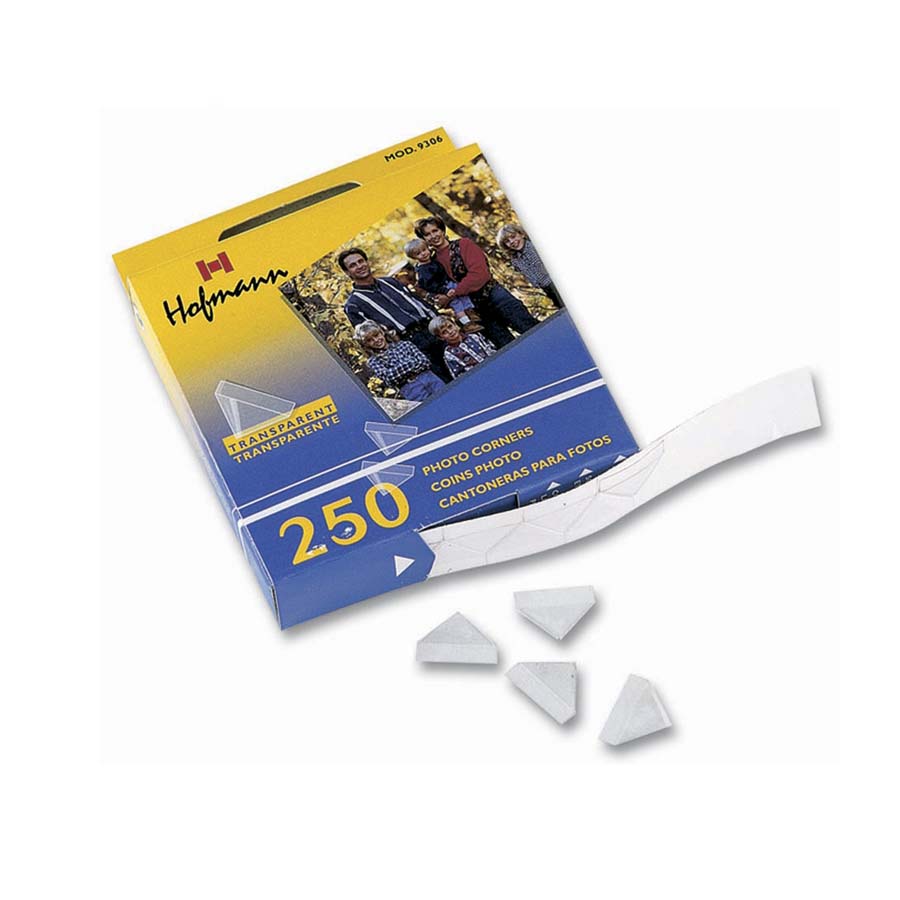 MOD. 9306
Hofmann
TRANSPARENT
TRANSPARENTE
250
PHOTO CORNERS
COINS PHOTO
CANTONERAS PARA FOTOS